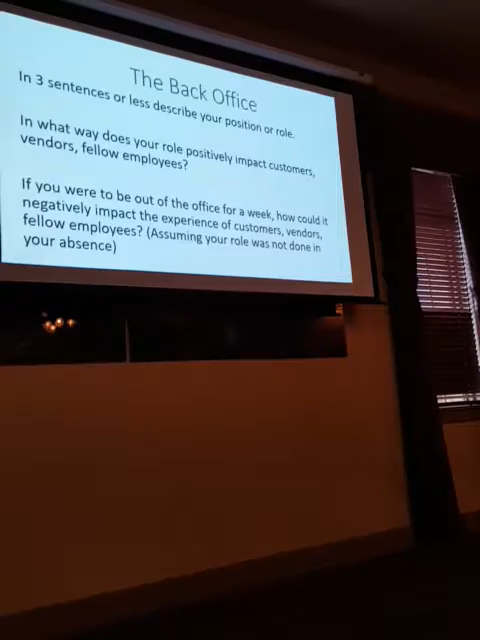 The Back Office
In 3 sentences or less describe your position or role.
In what way does your role positively impact customers,
vendors, fellow employees?
If you were to be out of the office for a week, how could it
negatively impact the experience of customers, vendors,
fellow employees? (Assuming your role was not done in
your absence)